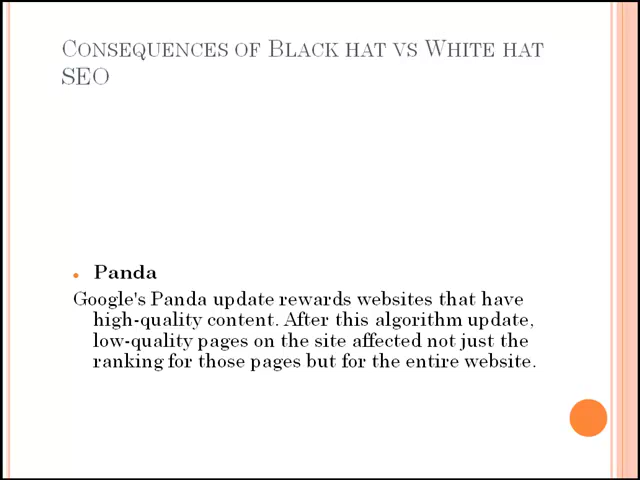 Consequences of Black hat vs White hat
SEO
Panda
Google's Panda update rewards websites that have
high-quality content. After this algorithm update,
low-quality pages on the site affected not just the
ranking for those pages but for the entire website.